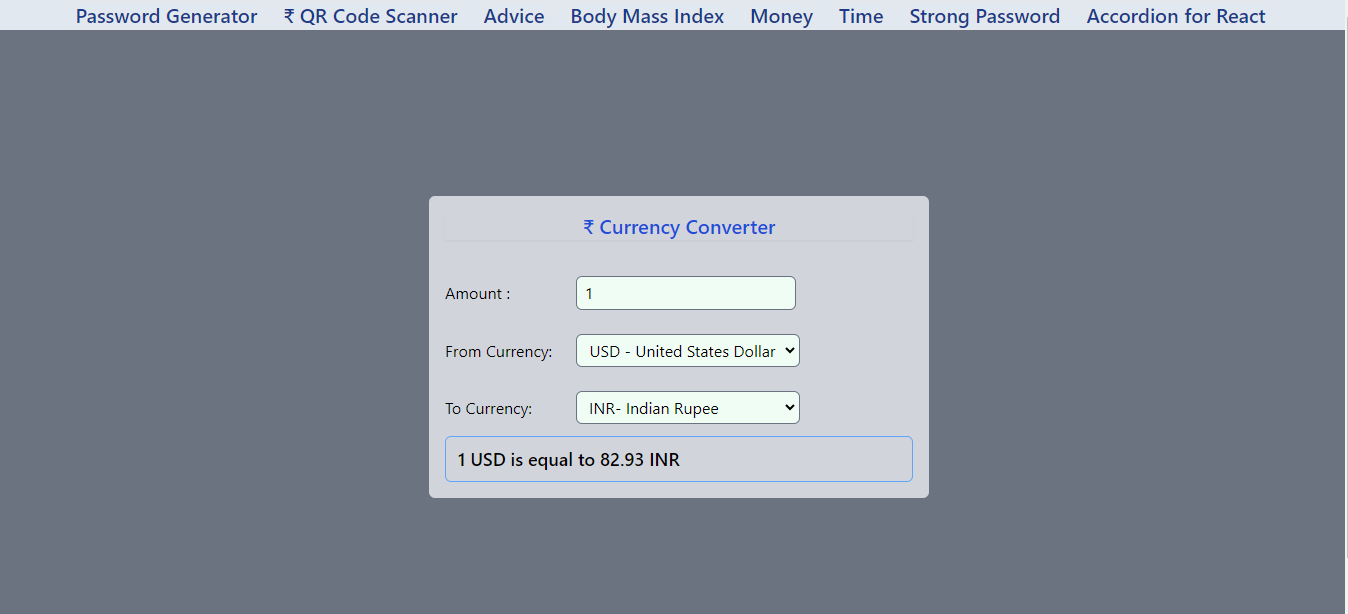 Password Generator ₹ QR Code Scanner Advice Body Mass Index Money Time Strong Password Accordion for React
₹ Currency Converter
Amount : 1
From Currency: USD - United States Dollar
To Currency: INR- Indian Rupee
1 USD is equal to 82.93 INR